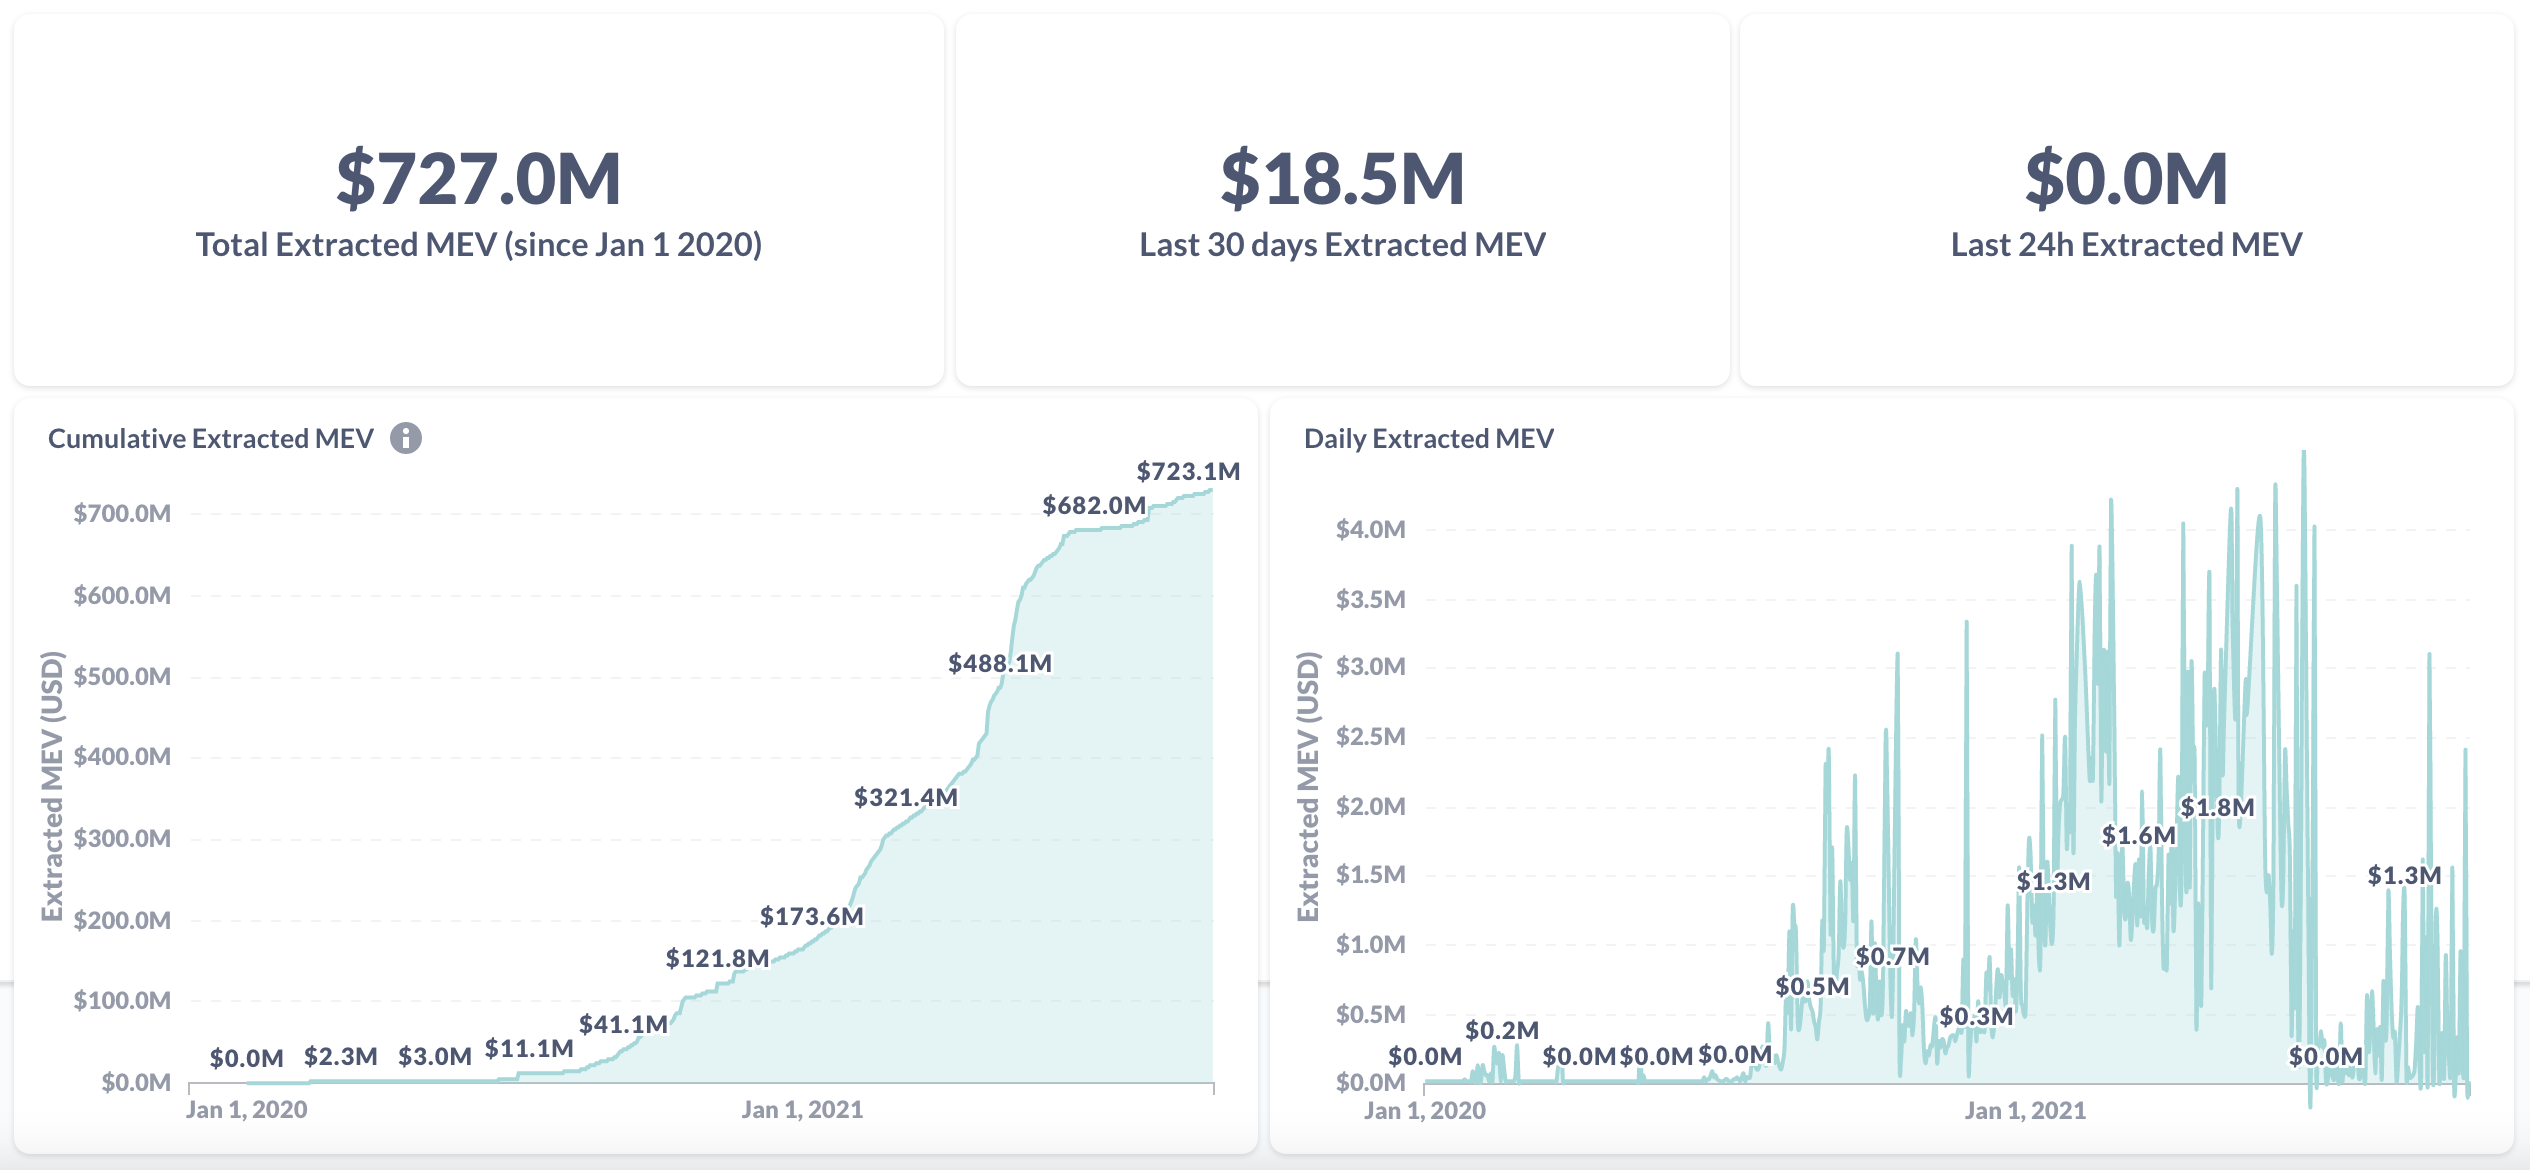 $727.0M
Total Extracted MEV (since Jan 1 2020)
$18.5M
Last 30 days Extracted MEV
$0.0M
Last 24h Extracted MEV
Cumulative Extracted MEV
Extracted MEV (USD)
$700.0M
$600.0M
$500.0M
$400.0M
$300.0M
$200.0M
$100.0M
$0.0M
$0.0M
$2.3M
$3.0M
$11.1M
$41.1M
$121.8M
$173.6M
$321.4M
$488.1M
$682.0M
$723.1M
Jan 1, 2020
Jan 1, 2021
Daily Extracted MEV
Extracted MEV (USD)
$4.0M
$3.5M
$3.0M
$2.5M
$2.0M
$1.5M
$1.0M
$0.5M
$0.0M
$0.0M
$0.2M
$0.0M
$0.0M
$0.0M
$0.5M
$0.7M
$0.3M
$1.3M
$1.6M
$1.8M
$0.0M
$1.3M
Jan 1, 2020
Jan 1, 2021